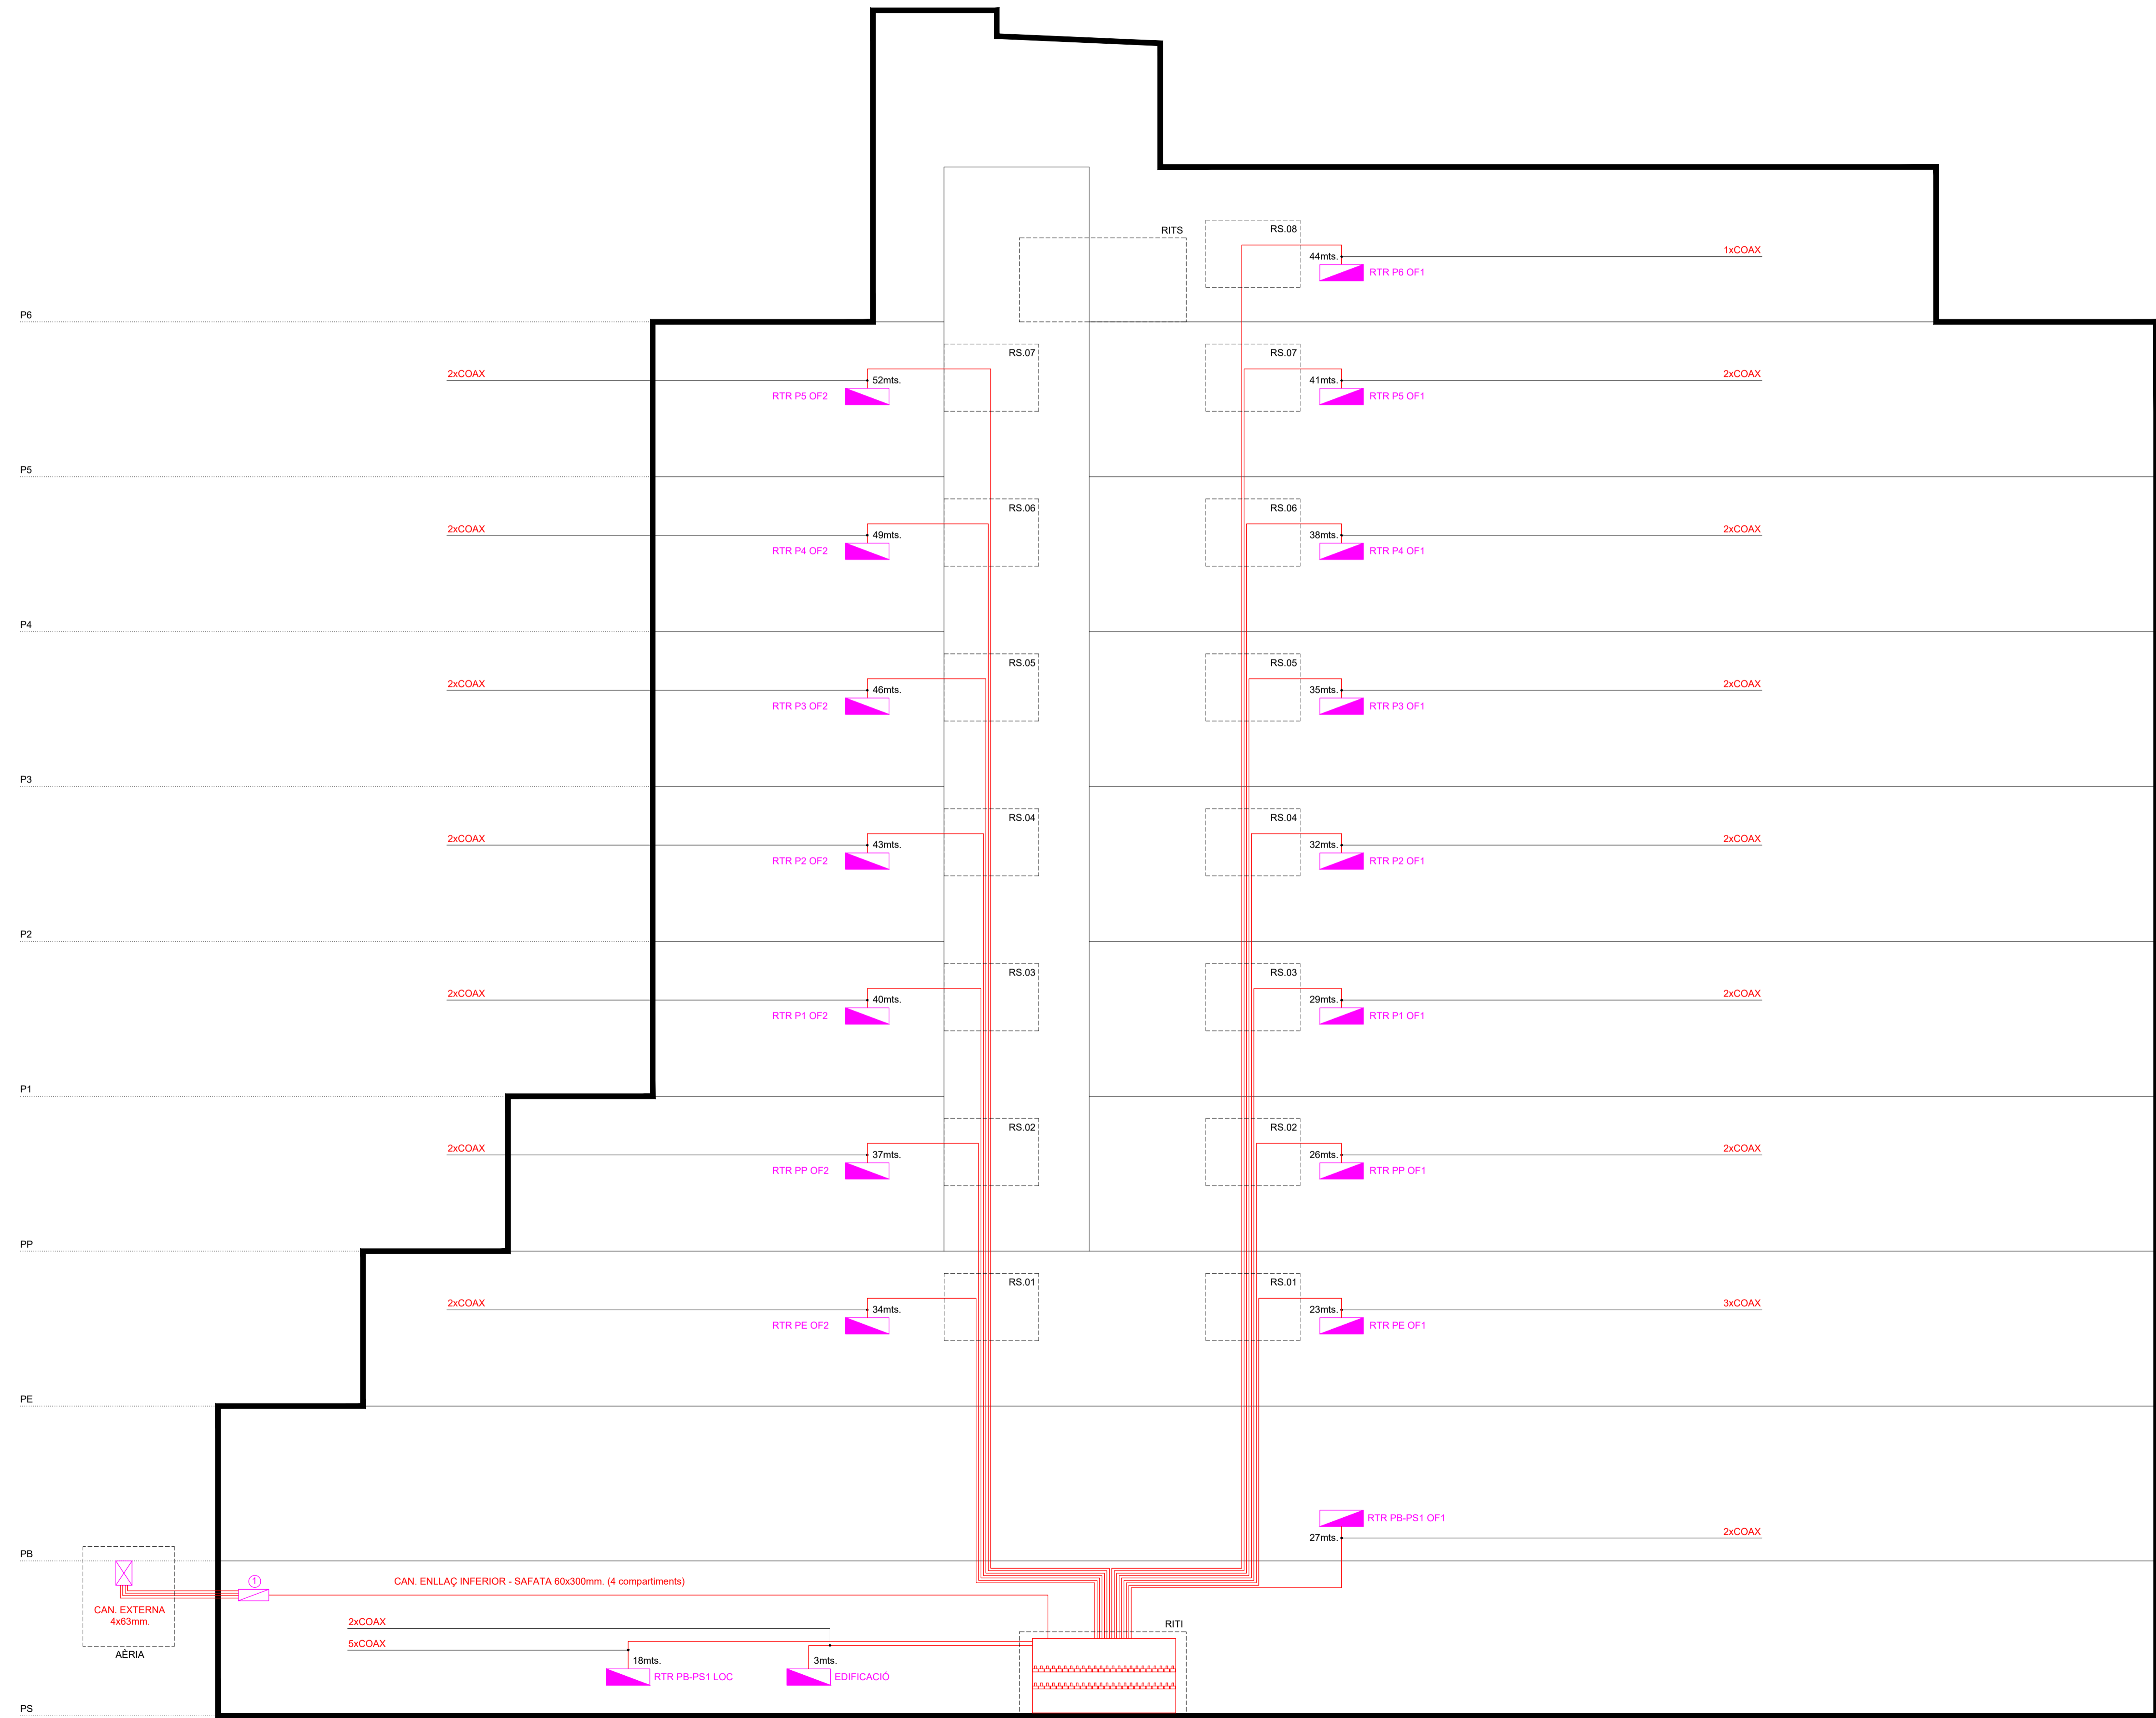 RITS
RS.08
1xCOAX
44mts.
RTR P6 OF1
P6
RS.07
RS.07
2xCOAX
52mts.
41mts.
2xCOAX
RTR P5 OF2
RTR P5 OF1
P5
RS.06
RS.06
2xCOAX
49mts.
38mts.
2xCOAX
RTR P4 OF2
RTR P4 OF1
P4
RS.05
RS.05
2xCOAX
46mts.
35mts.
2xCOAX
RTR P3 OF2
RTR P3 OF1
P3
RS.04
RS.04
2xCOAX
43mts.
32mts.
2xCOAX
RTR P2 OF2
RTR P2 OF1
P2
RS.03
RS.03
2xCOAX
40mts.
29mts.
2xCOAX
RTR P1 OF2
RTR P1 OF1
P1
RS.02
RS.02
2xCOAX
37mts.
26mts.
2xCOAX
RTR PP OF2
RTR PP OF1
PP
RS.01
RS.01
2xCOAX
34mts.
23mts.
3xCOAX
RTR PE OF2
RTR PE OF1
PE
RTR PB-PS1 OF1
27mts.
2xCOAX
PB
1
CAN. ENLLAÇ INFERIOR - SAFATA 60x300mm. (4 compartiments)
CAN. EXTERNA
4x63mm.
AÈRIA
2xCOAX
5xCOAX
RITI
18mts.
3mts.
RTR PB-PS1 LOC
EDIFICACIÓ
PS